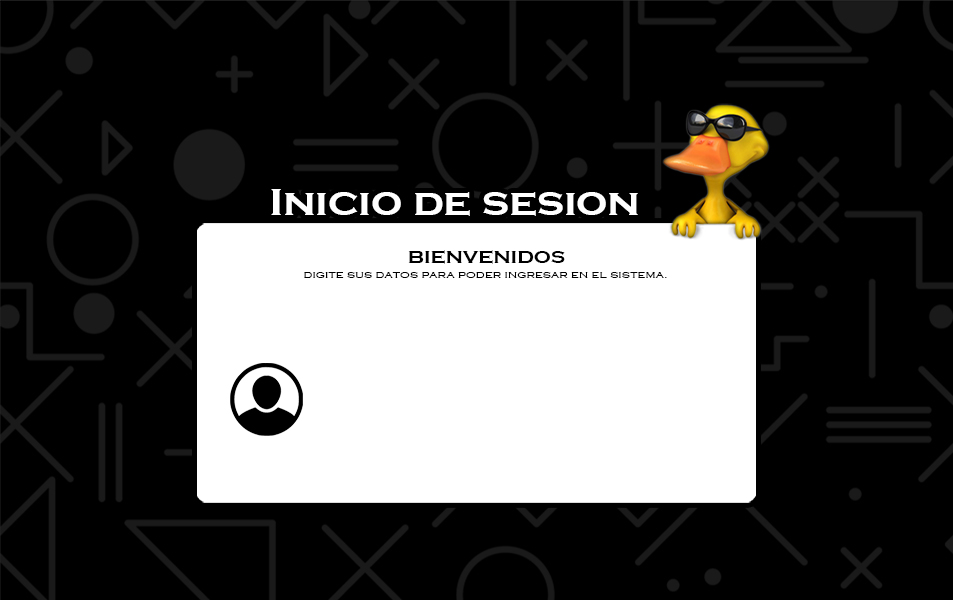 INICIO DE SESION
BIENVENIDOS
DIGITE SUS DATOS PARA PODER INGRESAR EN EL SISTEMA.